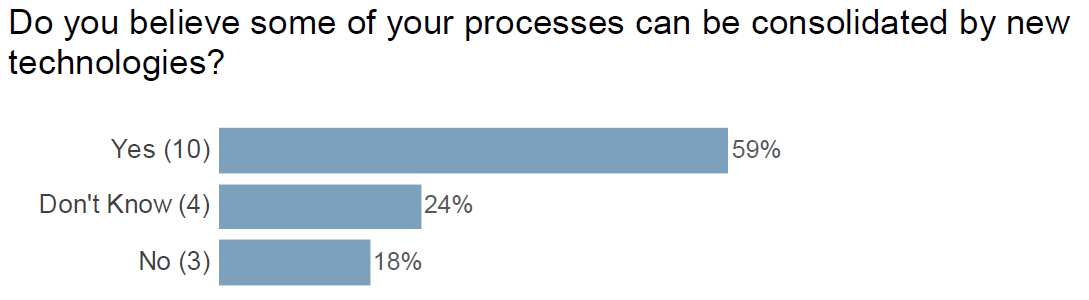 Do you believe some of your processes can be consolidated by new
technologies?
Yes (10) 59%
Don't Know (4) 24%
No (3) 18%